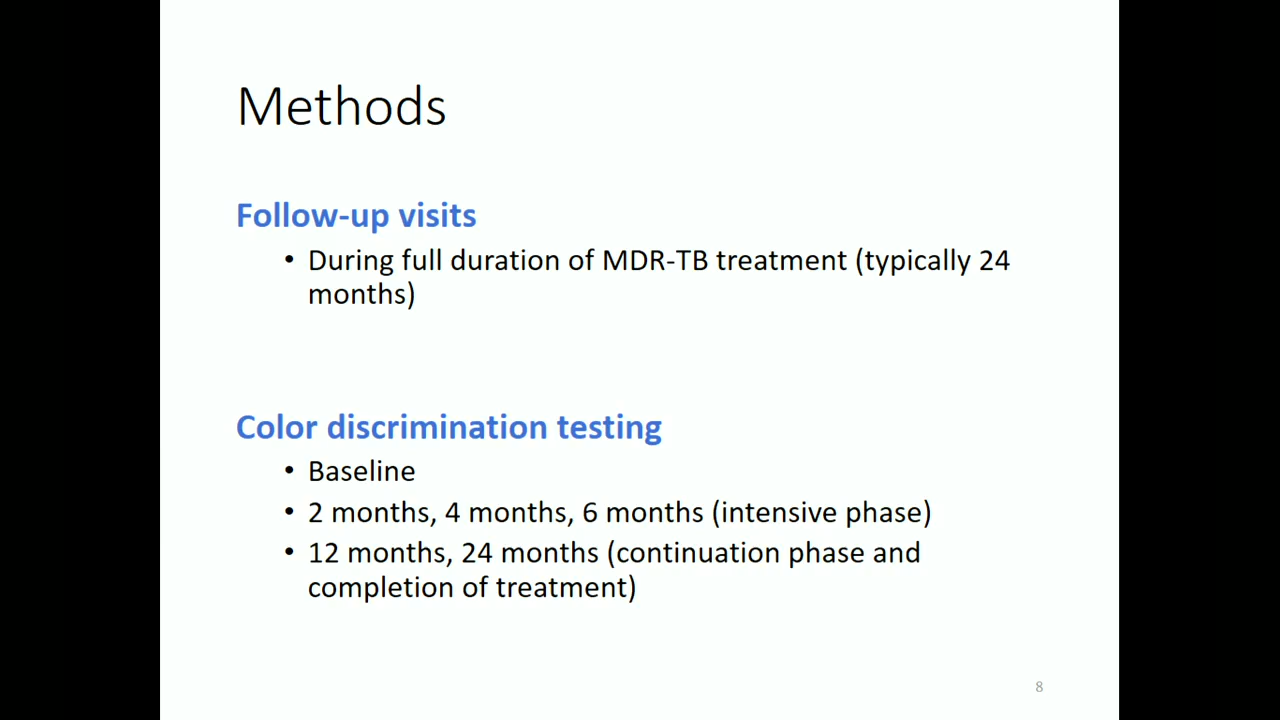 Methods
Follow-up visits
• During full duration of MDR-TB treatment (typically 24
months)
Color discrimination testing
• Baseline
• 2 months, 4 months, 6 months (intensive phase)
• 12 months, 24 months (continuation phase and
completion of treatment)
8